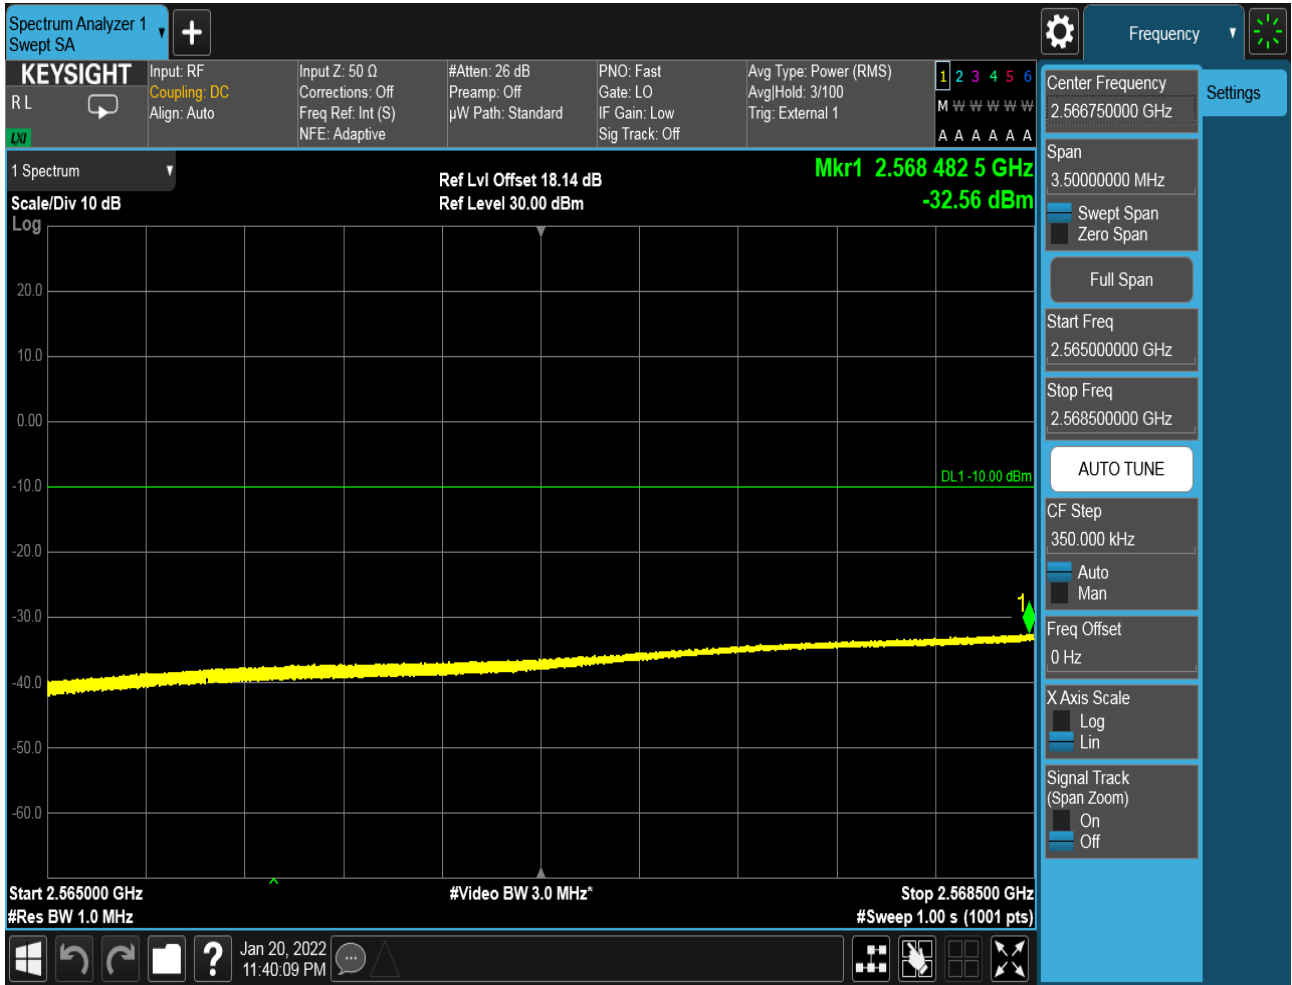 Spectrum Analyzer 1
Swept SA
+
Frequency
KEYSIGHT
R L
LXI
Input: RF
Coupling: DC
Align: Auto
Input Z: 50 Ω
Corrections: Off
Freq Ref: Int (S)
NFE: Adaptive
#Atten: 26 dB
Preamp: Off
µW Path: Standard
PNO: Fast
Gate: LO
IF Gain: Low
Sig Track: Off
Avg Type: Power (RMS)
Avg|Hold: 3/100
Trig: External 1
1 2 3 4 5 6
M W W W W W
A A A A A A
1 Spectrum
Scale/Div 10 dB
Log
Ref Lvl Offset 18.14 dB
Ref Level 30.00 dBm
Mkr1 2.568 482 5 GHz
-32.56 dBm
20.0
10.0
0.00
-10.0
-20.0
-30.0
-40.0
-50.0
-60.0
DL1 -10.00 dBm
1
Start 2.565000 GHz
#Res BW 1.0 MHz
#Video BW 3.0 MHz*
Stop 2.568500 GHz
#Sweep 1.00 s (1001 pts)
Center Frequency
2.566750000 GHz
Span
3.50000000 MHz
Swept Span
Zero Span
Full Span
Start Freq
2.565000000 GHz
Stop Freq
2.568500000 GHz
AUTO TUNE
CF Step
350.000 kHz
Auto
Man
Freq Offset
0 Hz
X Axis Scale
Log
Lin
Signal Track
(Span Zoom)
On
Off
Settings
?
Jan 20, 2022
11:40:09 PM